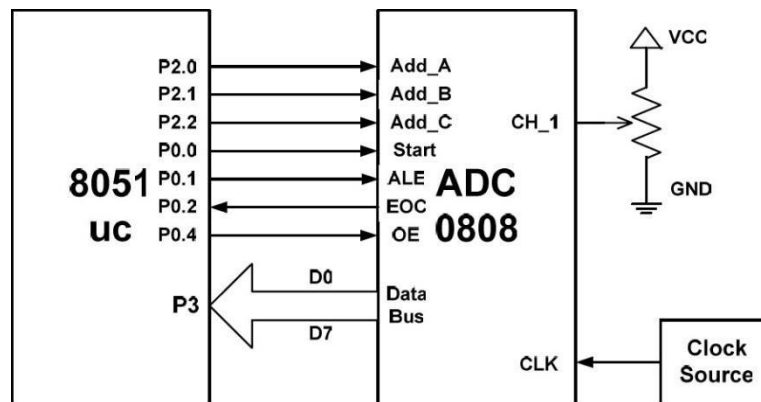 P2.0
P2.1
P2.2
P0.0
P0.1
P0.2
P0.4
P3
8051
uc
D0
D7
Add_A
Add_B
Add_C
Start
ALE
EOC
OE
Data
Bus
ADC
0808
CH_1
CLK
VCC
GND
Clock
Source